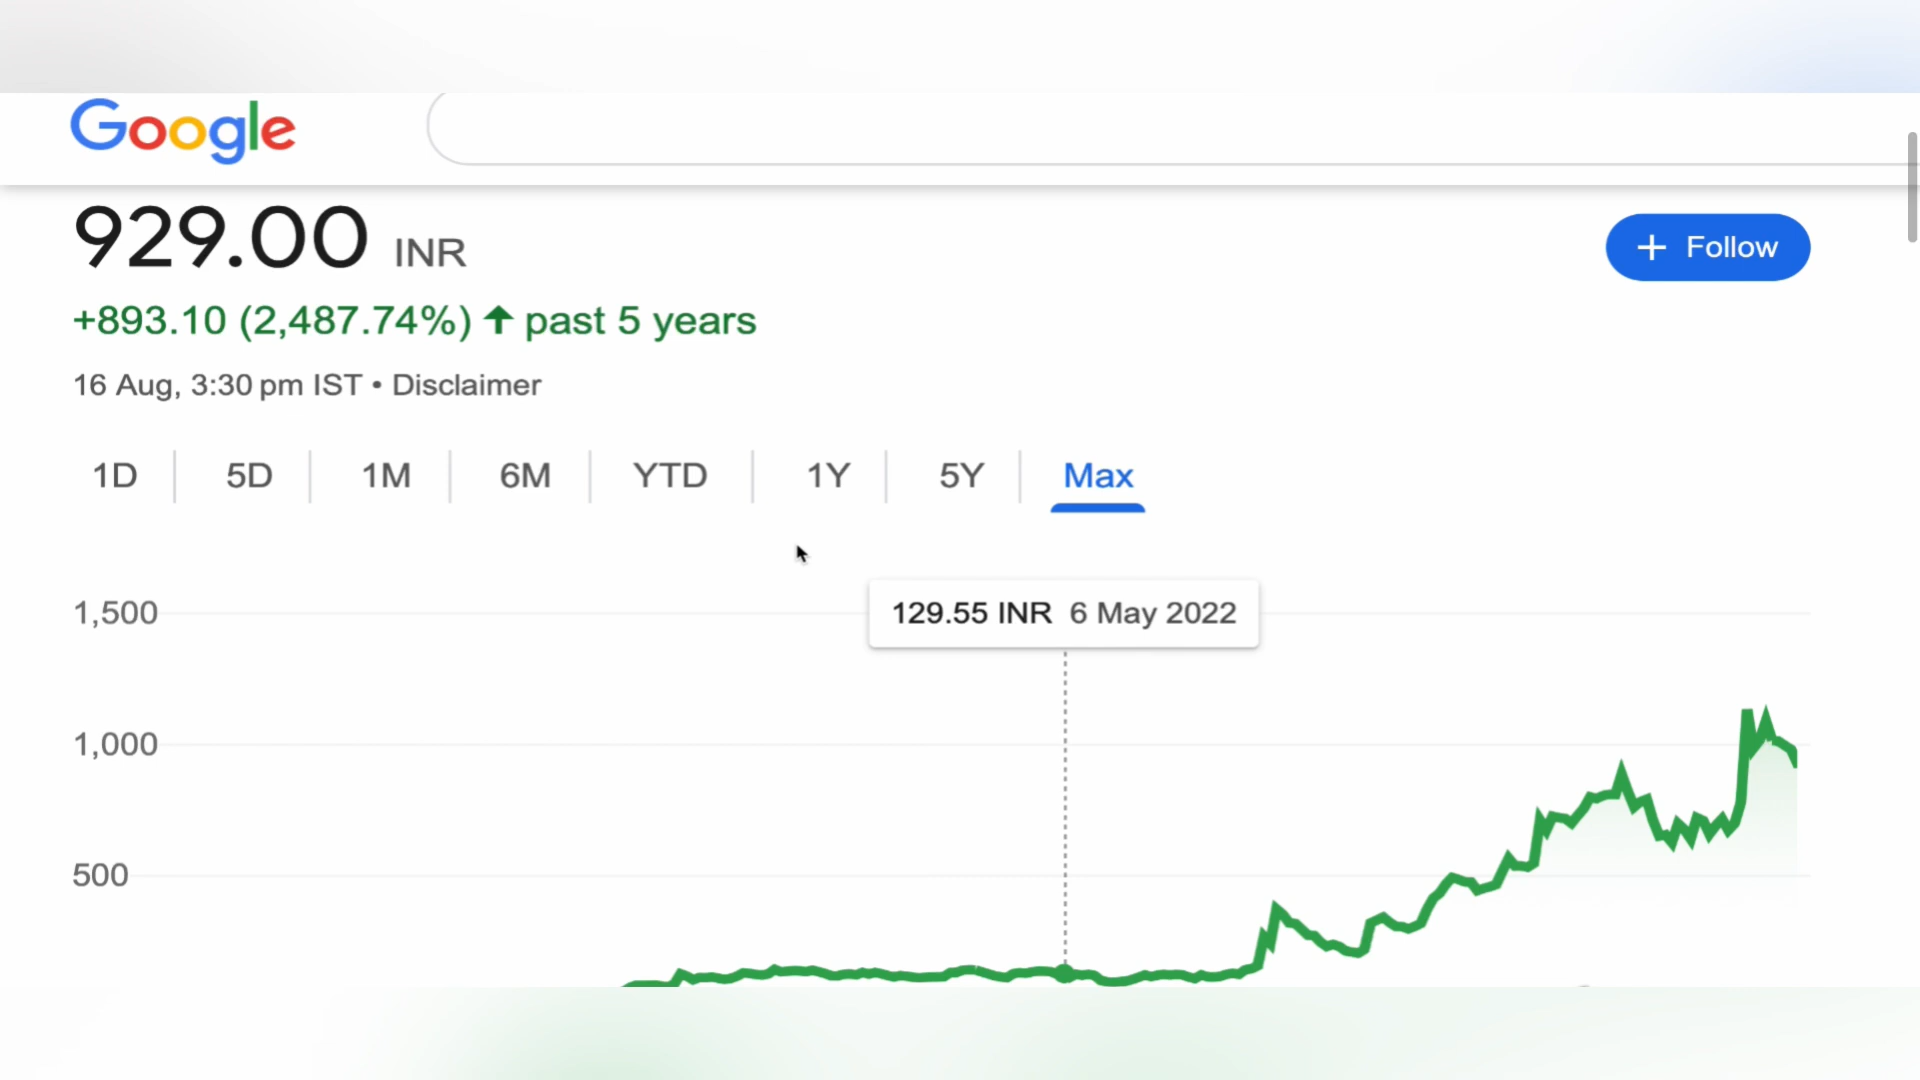 Google
929.00 INR
+ Follow
+893.10 (2,487.74%) ↑ past 5 years
16 Aug, 3:30 pm IST • Disclaimer
1D 5D 1M 6M YTD 1Y 5Y Max
129.55 INR 6 May 2022
1,500
1,000
500